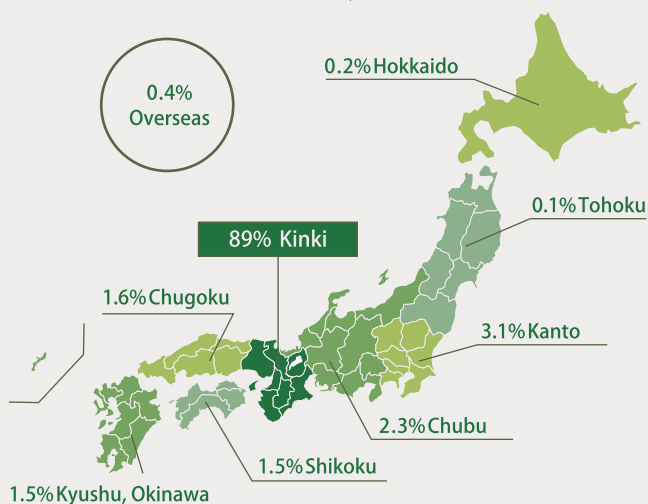 0.2%Hokkaido
0.4%
Overseas
0.1%Tohoku
89% Kinki
1.6%Chugoku
3.1%Kanto
2.3%Chubu
1.5%Shikoku
1.5%Kyushu, Okinawa